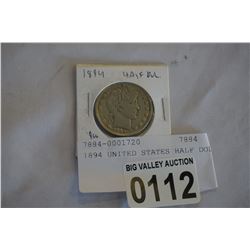 1894 HALF DOL
7894-0001720 7894
1894 UNITED STATES HALF DOL
BIG VALLEY AUCTION
0112